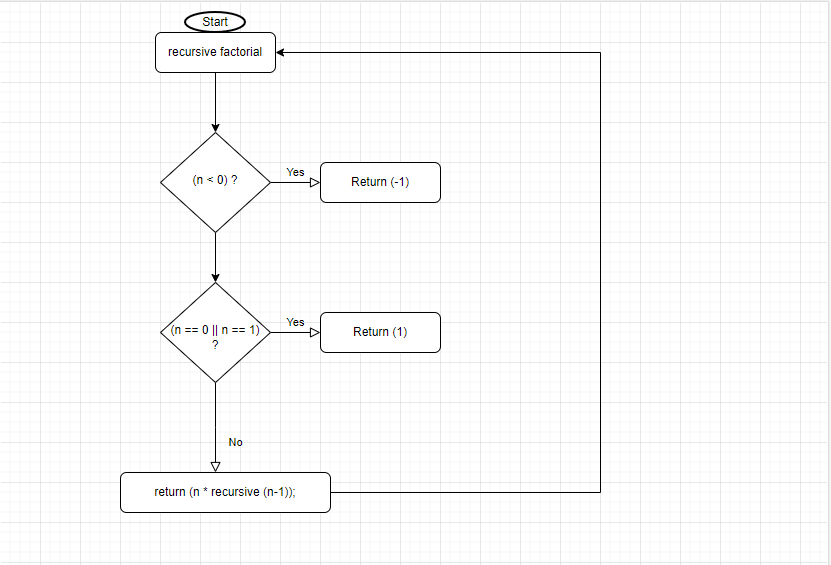 Start
recursive factorial
(n < 0) ?
Yes
Return (-1)
(n == 0 || n == 1)
?
Yes
Return (1)
No
return (n * recursive (n-1));